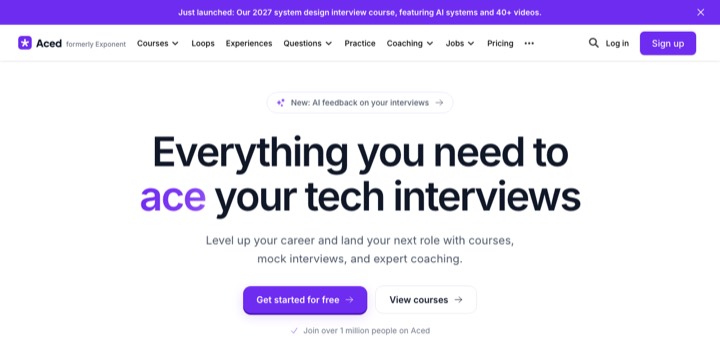 Just launched: Our 2027 system design interview course, featuring AI systems and 40+ videos.
Aced formerly Exponent Courses Loops Experiences Questions Practice Coaching Jobs Pricing ••• Log in Sign up
New: AI feedback on your interviews →
Everything you need to
ace your tech interviews
Level up your career and land your next role with courses,
mock interviews, and expert coaching.
Get started for free → View courses →
Join over 1 million people on Aced